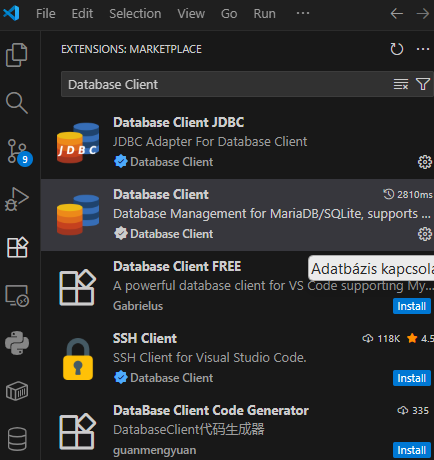 File Edit Selection View Go Run ···
EXTENSIONS: MARKETPLACE
Database Client
Database Client JDBC
JDBC Adapter For Database Client
Database Client
JDBC
Database Client 2810ms
Database Management for MariaDB/SQLite, supports ...
Database Client
Database Client FREE
Adatbázis kapcsola
A powerful database client for VS Code supporting My...
Gabrielus Install
SSH Client 118K 4.5
SSH Client for Visual Studio Code.
Database Client Install
DataBase Client Code Generator 335
DatabaseClient代码生成器
guanmengyuan Install
9